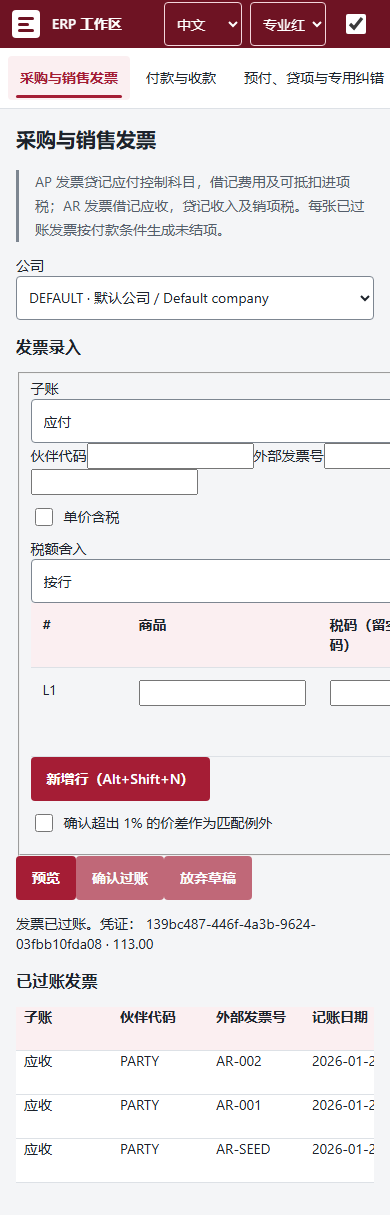 ERP 工作区 中文 专业红
采购与销售发票 付款与收款 预付、贷项与专用纠错
采购与销售发票
AP 发票贷记应付控制科目，借记费用及可抵扣进项
税；AR 发票借记应收，贷记收入及销项税。每张已过
账发票按付款条件生成未结项。
公司
DEFAULT · 默认公司 / Default company
发票录入
子账
应付
伙伴代码 外部发票号
单价含税
税额舍入
按行
# 商品 税码（留空
码）
L1
新增行（Alt+Shift+N）
确认超出 1% 的价差作为匹配例外
预览 确认过账 放弃草稿
发票已过账。凭证： 139bc487-446f-4a3b-9624-
03fbb10fda08 · 113.00
已过账发票
子账 伙伴代码 外部发票号 记账日期
应收 PARTY AR-002 2026-01-2
应收 PARTY AR-001 2026-01-2
应收 PARTY AR-SEED 2026-01-2